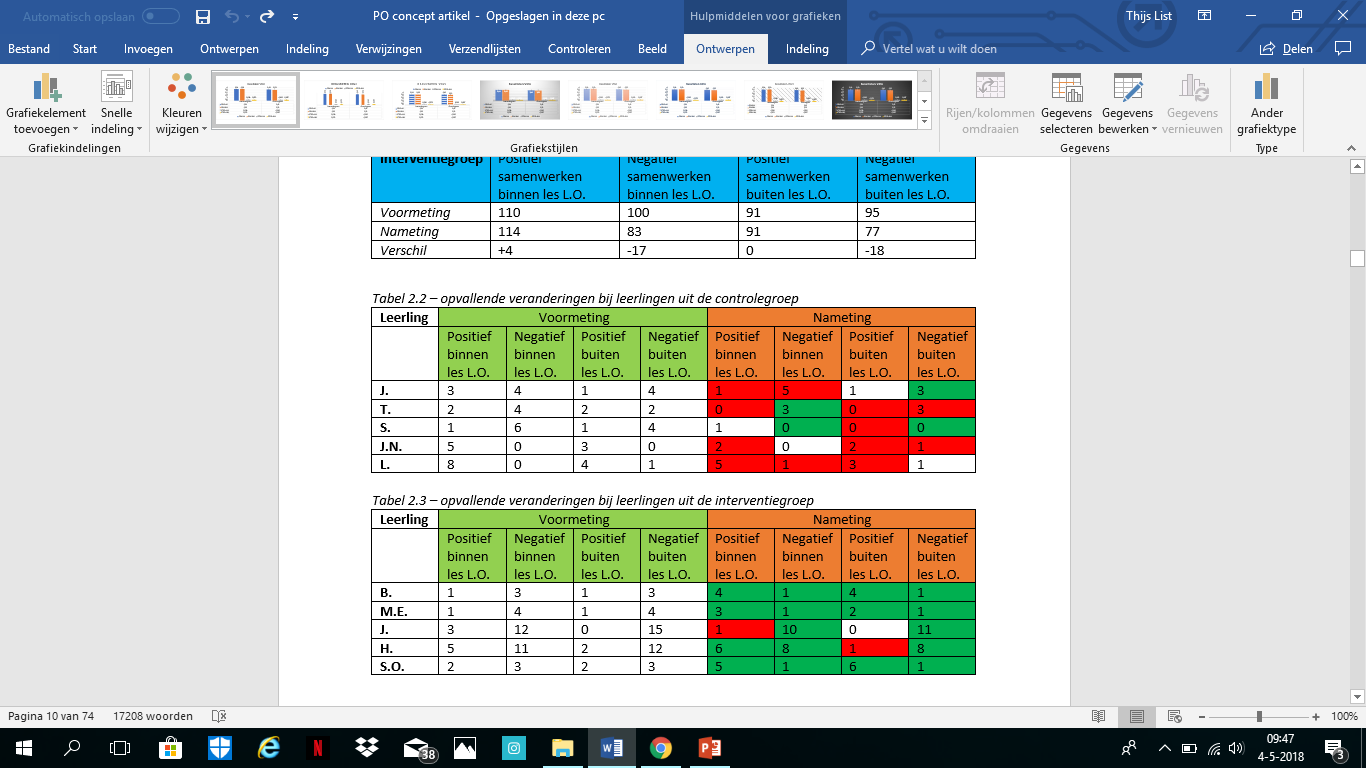 Automatisch opslaan
PO concept artikel - Opgeslagen in deze pc
Hulpmiddelen voor grafieken
Thijs List
Bestand Start Invoegen Ontwerpen Indeling Verwijzingen Verzendlijsten Controleren Beeld Ontwerpen Indeling Vertel wat u wilt doen Delen
Grafiekelement toevoegen
Snelle indeling
Kleuren wijzigen
Rijen/kolommen omdraaien
Gegevens selecteren
Gegevens bewerken
Gegevens vernieuwen
Ander grafiektype
Grafiekindelingen Grafiekstijlen Gegevens Type
Interventiegroep Positief Negatief Positief Negatief
samenwerken samenwerken samenwerken samenwerken
binnen les L.O. binnen les L.O. buiten les L.O. buiten les L.O.
Voormeting 110 100 91 95
Nameting 114 83 91 77
Verschil +4 -17 0 -18
Tabel 2.2 – opvallende veranderingen bij leerlingen uit de controlegroep
Leerling Voormeting Nameting
Positief Negatief Positief Negatief Positief Negatief Positief Negatief
binnen binnen buiten buiten binnen binnen buiten buiten
les L.O. les L.O. les L.O. les L.O. les L.O. les L.O. les L.O. les L.O.
J. 3 4 1 4 1 5 1 3
T. 2 4 2 2 0 3 0 3
S. 1 6 1 4 1 0 0 0
J.N. 5 0 3 0 2 0 2 1
L. 8 0 4 1 5 1 3 1
Tabel 2.3 – opvallende veranderingen bij leerlingen uit de interventiegroep
Leerling Voormeting Nameting
Positief Negatief Positief Negatief Positief Negatief Positief Negatief
binnen binnen buiten buiten binnen binnen buiten buiten
les L.O. les L.O. les L.O. les L.O. les L.O. les L.O. les L.O. les L.O.
B. 1 3 1 3 4 1 4 1
M.E. 1 4 1 4 3 1 2 1
J. 3 12 0 15 1 10 0 11
H. 5 11 2 12 6 8 1 8
S.O. 2 3 2 3 5 1 6 1
Pagina 10 van 74 17208 woorden 100%
38
09:47
4-5-2018
3